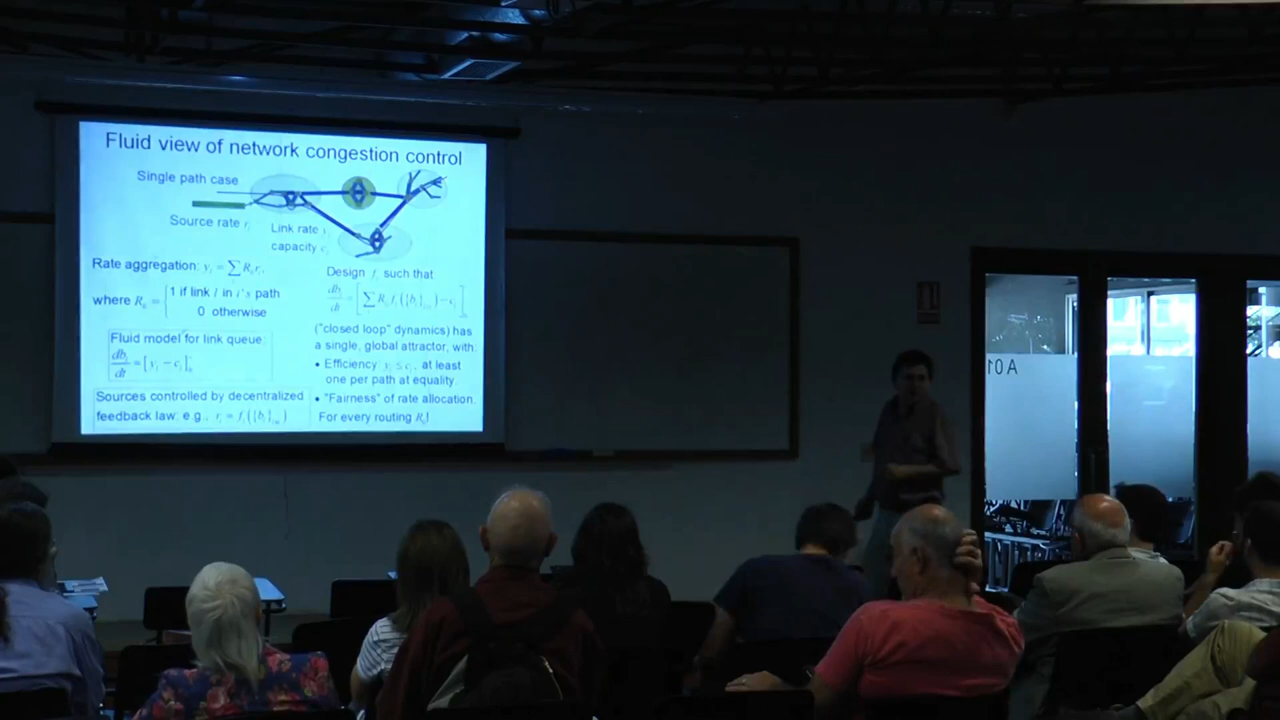 Fluid view of network congestion control
Single path case
Source rate
Link rate
capacity
Rate aggregation:
where
1 if link l in i's path
0 otherwise
Fluid model for link queue:
Sources controlled by decentralized
feedback law: e.g.,
Design such that
("closed loop" dynamics) has
a single, global attractor, with:
• Efficiency at least
one per path at equality.
• "Fairness" of rate allocation.
For every routing
A01